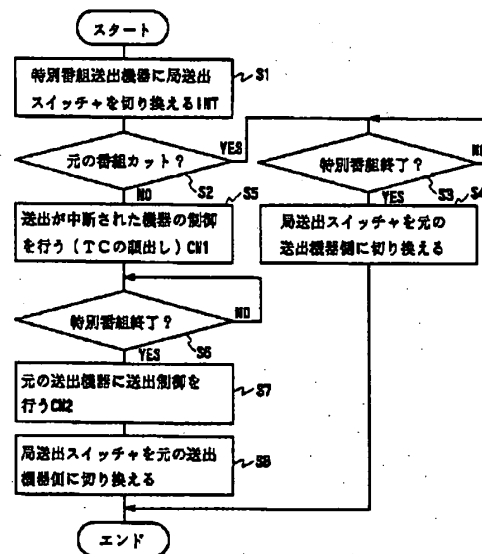 スタート
特別番組送出機器に局送出
スイッチャを切り換えるINT
S1
元の番組カット?
YES
NO
S2
特別番組終了?
NO
YES
S3
S4
局送出スイッチャを元の
送出機器側に切り換える
S5
送出が中断された機器の制御
を行う(TCの頭出し)CN1
特別番組終了?
NO
YES
S6
元の送出機器に送出制御を
行うCN2
S7
局送出スイッチャを元の送出
機器側に切り換える
S8
エンド